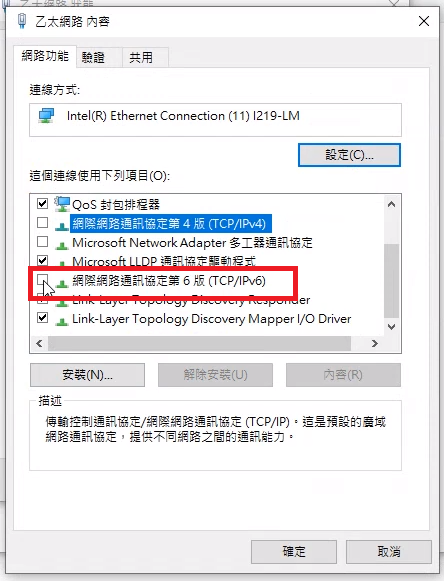 乙太網路 狀態
乙太網路 內容
網路功能
驗證
共用
連線方式:
Intel(R) Ethernet Connection (11) I219-LM
設定(C)...
這個連線使用下列項目(O):
QoS 封包排程器
網際網路通訊協定第 4 版 (TCP/IPv4)
Microsoft Network Adapter 多工器通訊協定
Microsoft LLDP 通訊協定驅動程式
網際網路通訊協定第 6 版 (TCP/IPv6)
Link-Layer Topology Discovery Responder
Link-Layer Topology Discovery Mapper I/O Driver
安裝(N)...
解除安裝(U)
內容(R)
描述
傳輸控制通訊協定/網際網路通訊協定 (TCP/IP)。這是預設的廣域
網路通訊協定，提供不同網路之間的通訊能力。
確定
取消